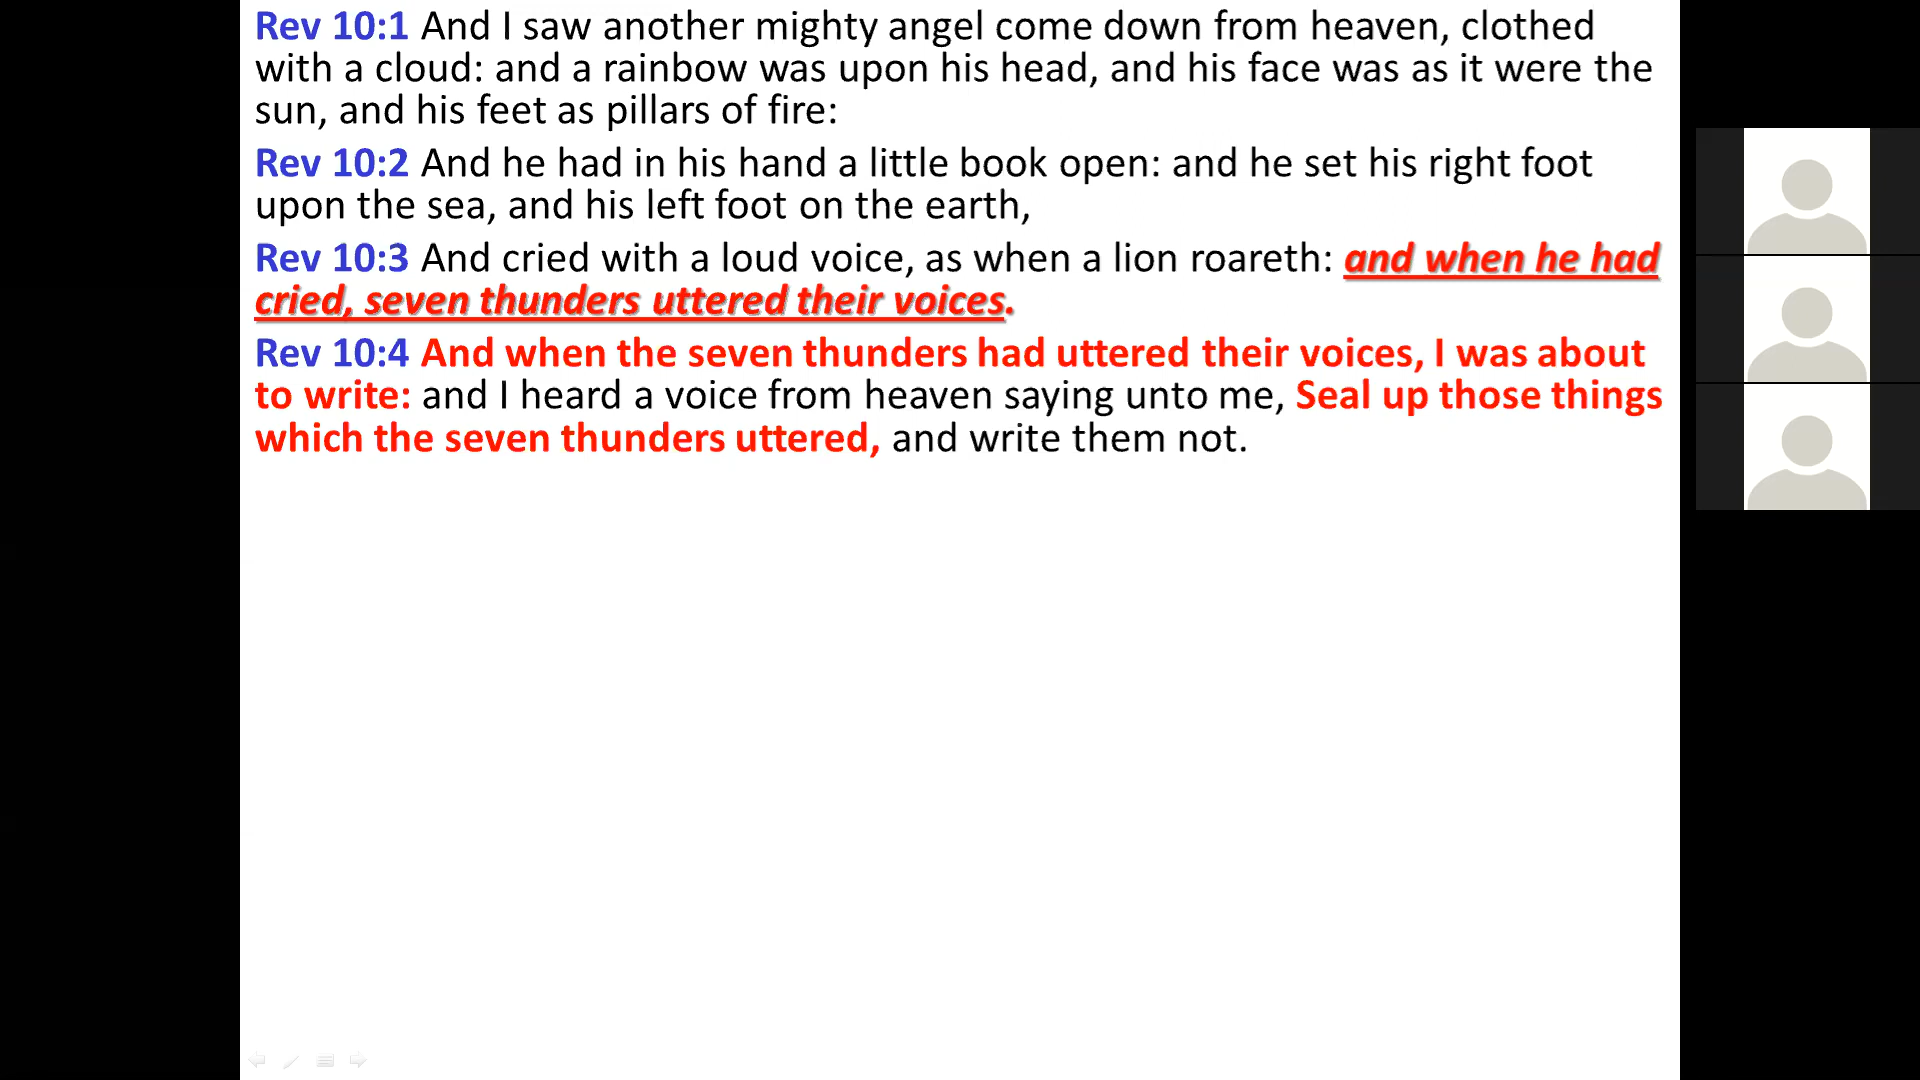 Rev 10:1 And I saw another mighty angel come down from heaven, clothed
with a cloud: and a rainbow was upon his head, and his face was as it were the
sun, and his feet as pillars of fire:
Rev 10:2 And he had in his hand a little book open: and he set his right foot
upon the sea, and his left foot on the earth,
Rev 10:3 And cried with a loud voice, as when a lion roareth: and when he had
cried, seven thunders uttered their voices.
Rev 10:4 And when the seven thunders had uttered their voices, I was about
to write: and I heard a voice from heaven saying unto me, Seal up those things
which the seven thunders uttered, and write them not.